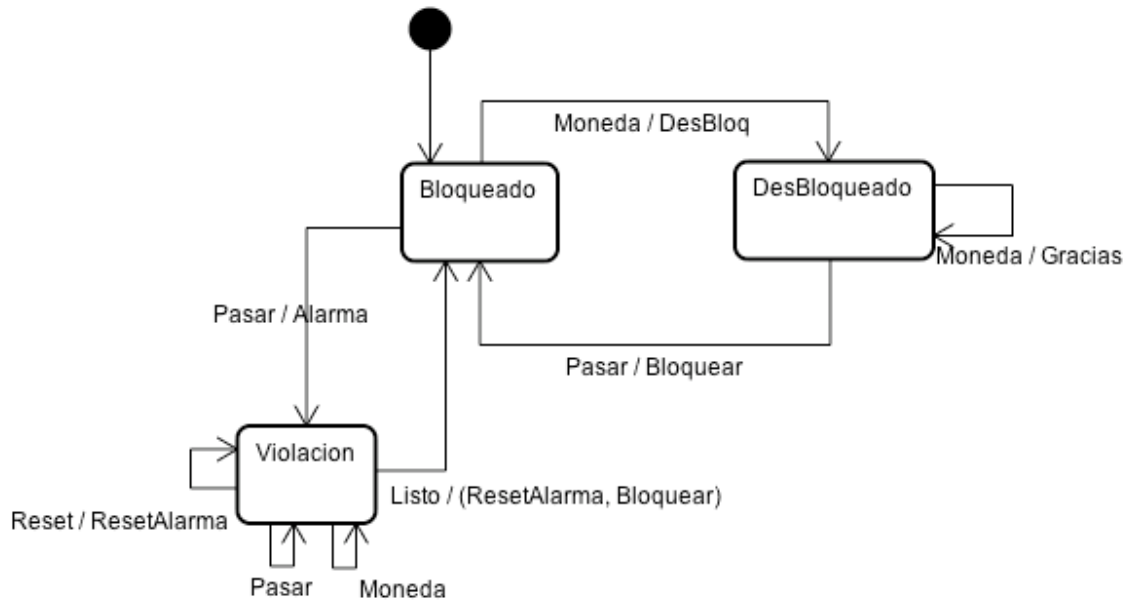 Moneda / DesBloq
Bloqueado
DesBloqueado
Moneda / Gracias
Pasar / Alarma
Pasar / Bloquear
Violacion
Listo / (ResetAlarma, Bloquear)
Reset / ResetAlarma
Pasar
Moneda